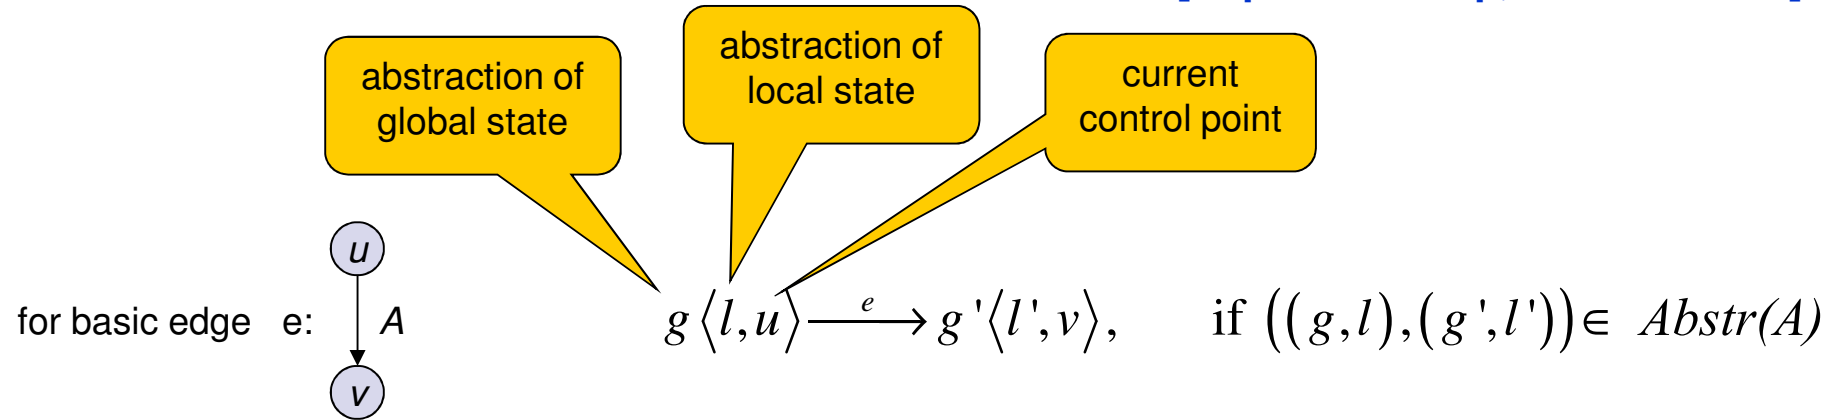 abstraction of
global state
abstraction of
local state
current
control point
u
for basic edge e: A
v
g⟨l,u⟩ —e→ g'⟨l',v⟩, if ((g,l),(g',l'))∈ Abstr(A)